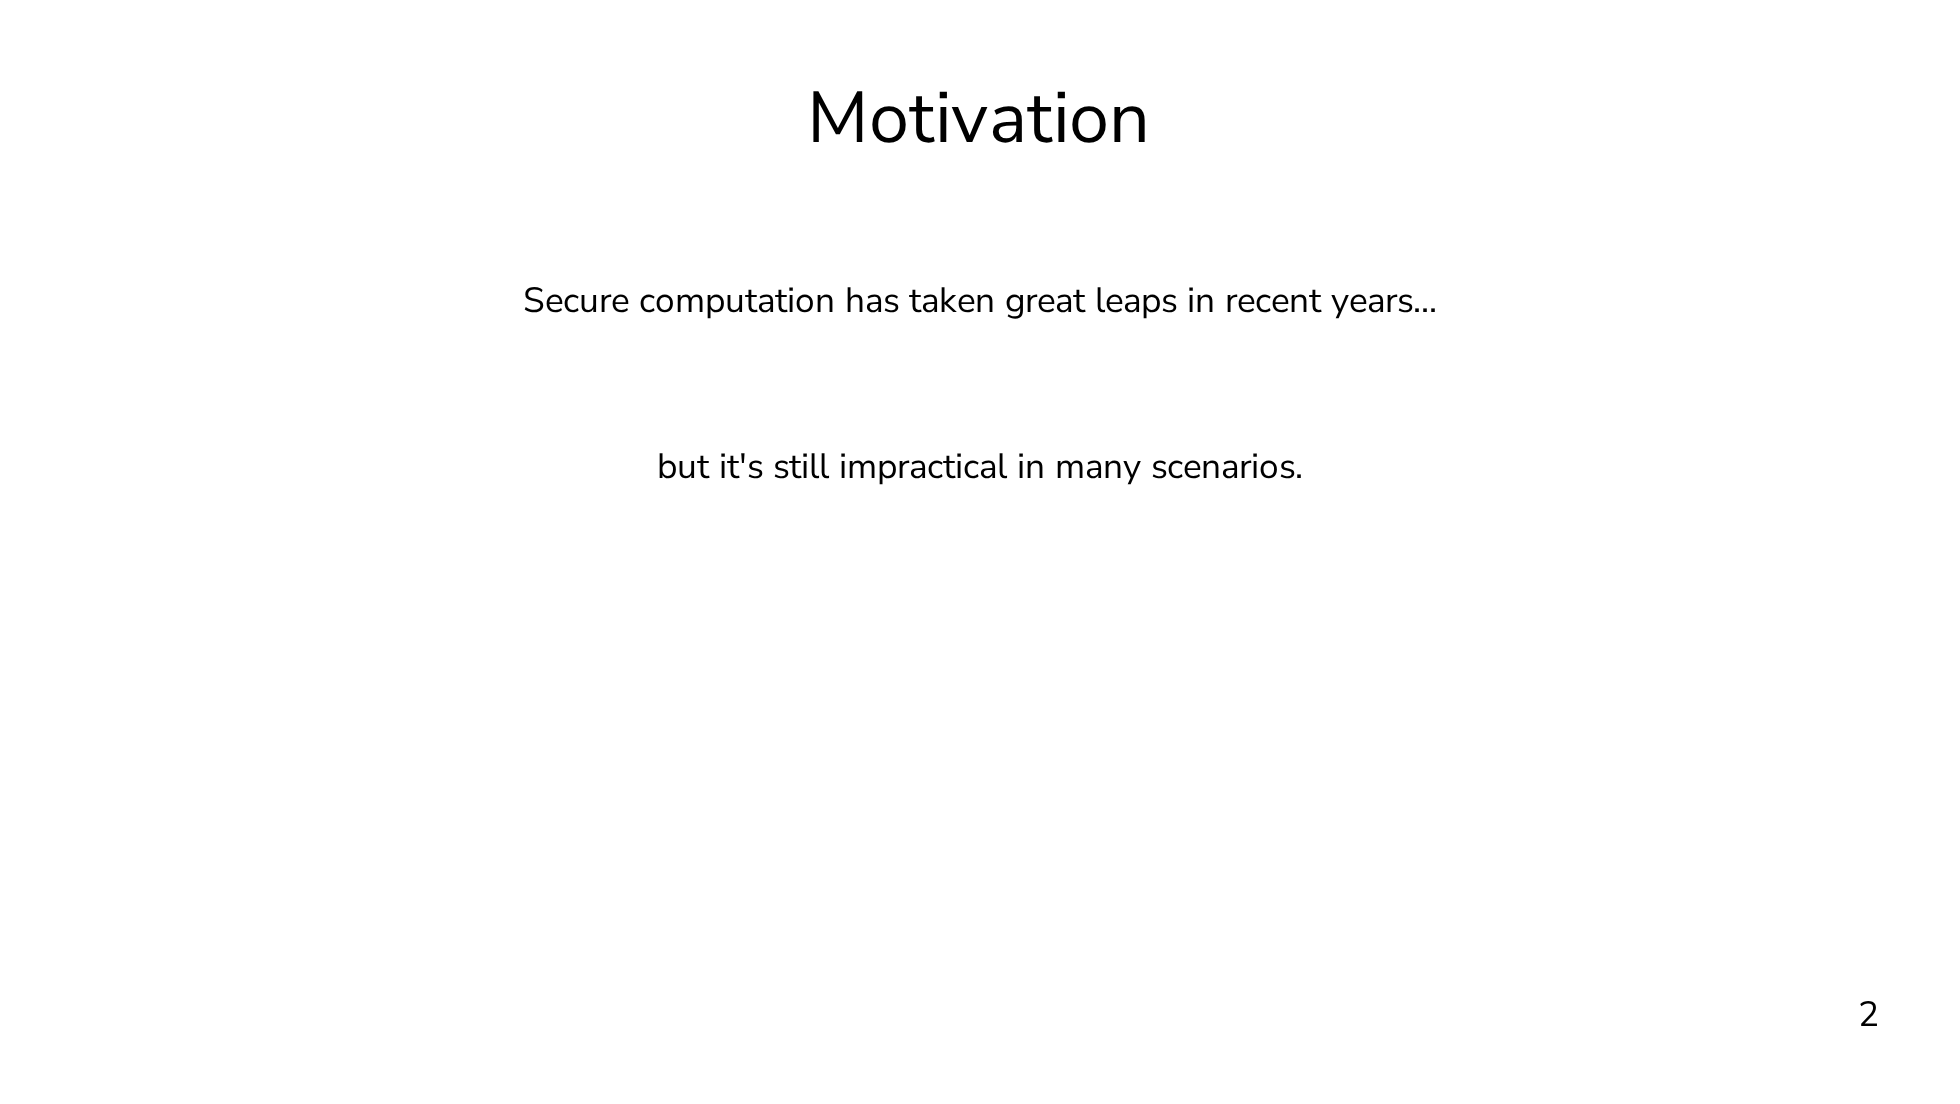 Motivation
Secure computation has taken great leaps in recent years...
but it's still impractical in many scenarios.
2